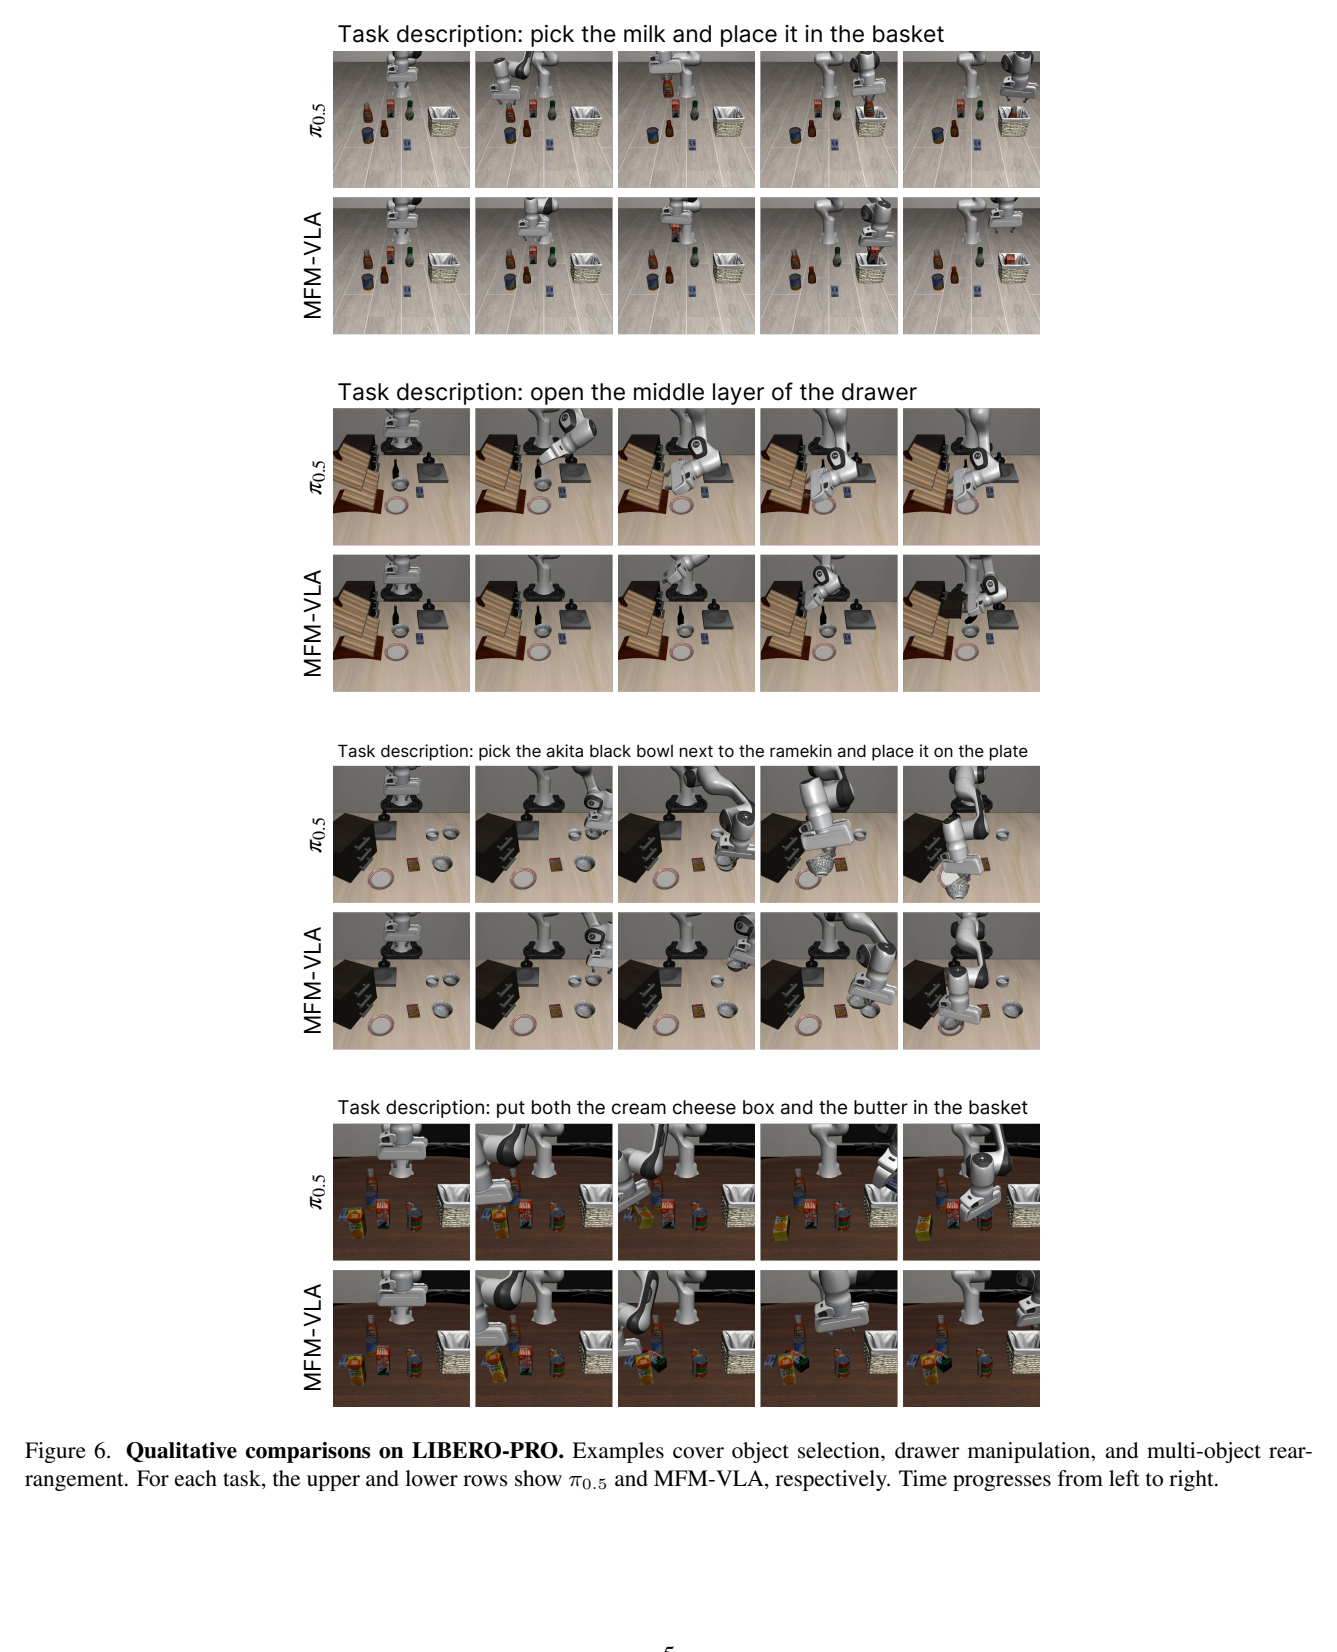 Task description: pick the milk and place it in the basket
π0.5
MFM-VLA
Task description: open the middle layer of the drawer
π0.5
MFM-VLA
Task description: pick the akita black bowl next to the ramekin and place it on the plate
π0.5
MFM-VLA
Task description: put both the cream cheese box and the butter in the basket
π0.5
MFM-VLA
Figure 6. Qualitative comparisons on LIBERO-PRO. Examples cover object selection, drawer manipulation, and multi-object rear-
rangement. For each task, the upper and lower rows show π0.5 and MFM-VLA, respectively. Time progresses from left to right.